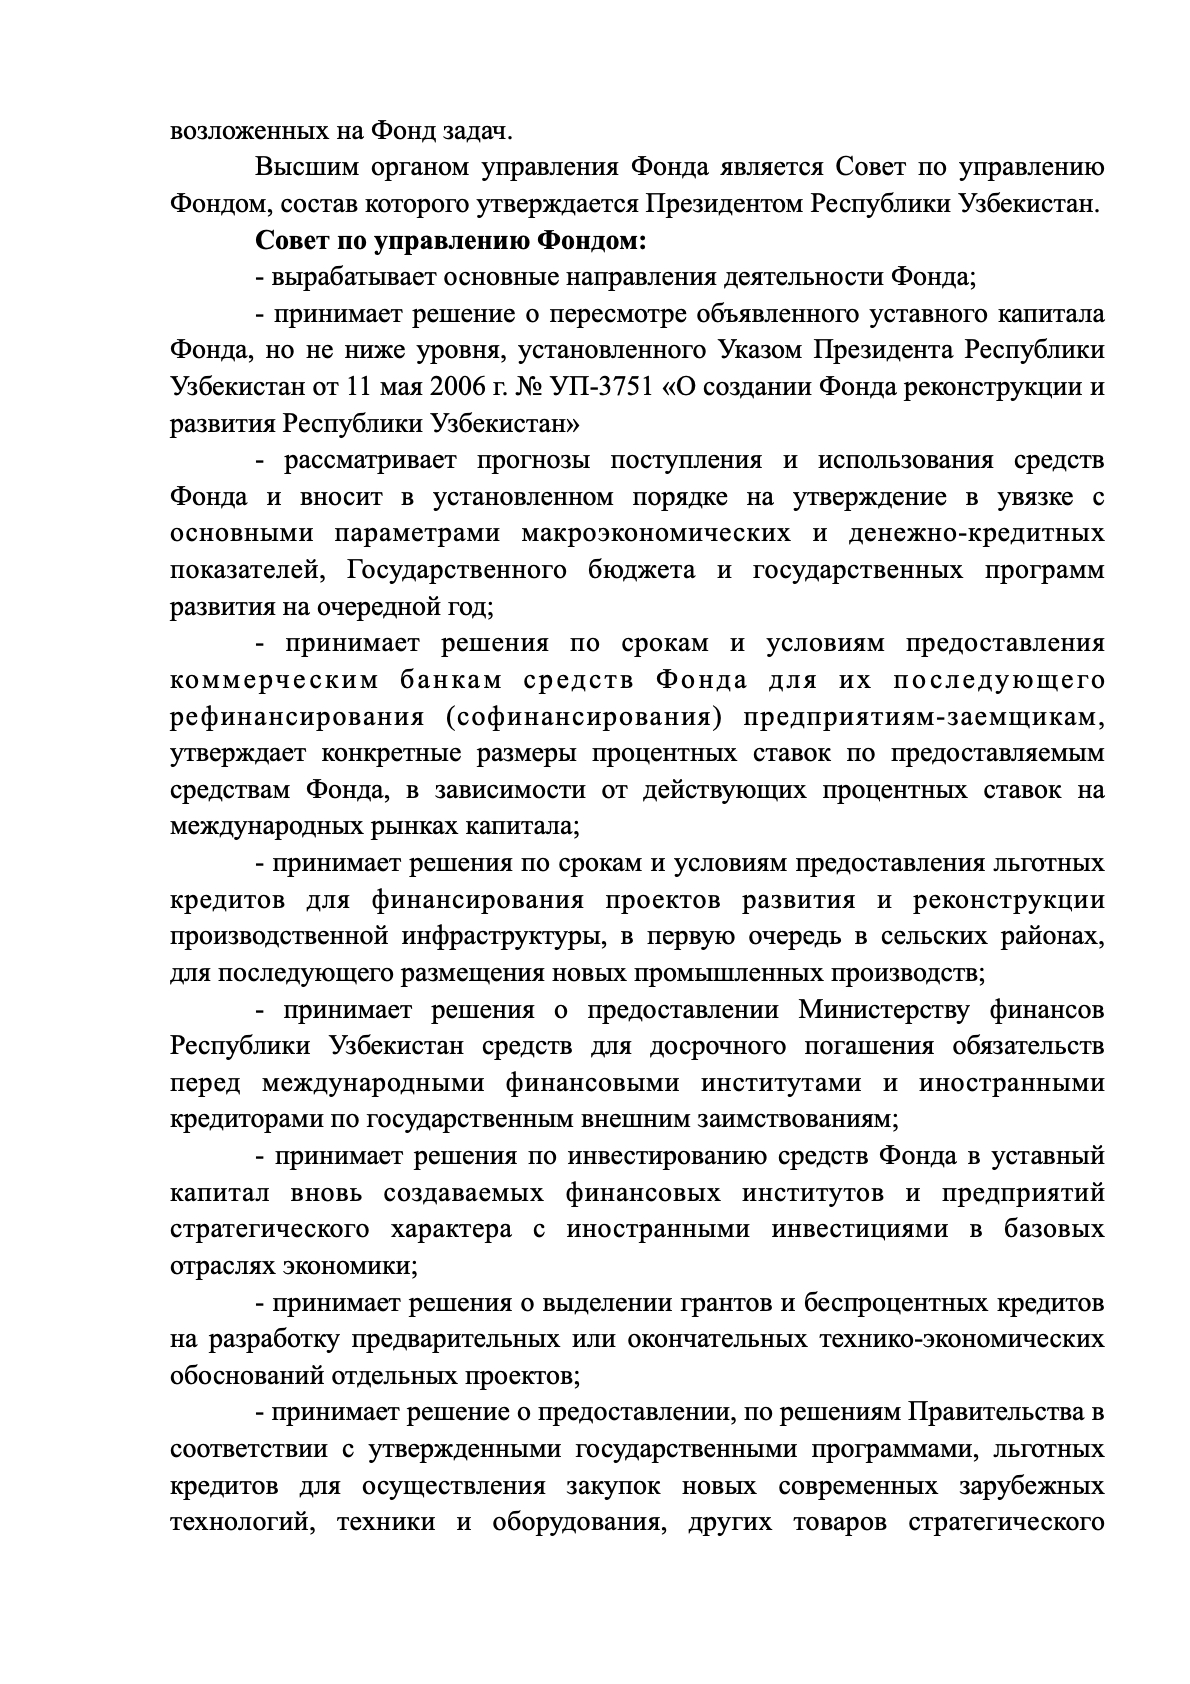 возложенных на Фонд задач.
Высшим органом управления Фонда является Совет по управлению
Фондом, состав которого утверждается Президентом Республики Узбекистан.
Совет по управлению Фондом:
- вырабатывает основные направления деятельности Фонда;
- принимает решение о пересмотре объявленного уставного капитала
Фонда, но не ниже уровня, установленного Указом Президента Республики
Узбекистан от 11 мая 2006 г. № УП-3751 «О создании Фонда реконструкции и
развития Республики Узбекистан»
- рассматривает прогнозы поступления и использования средств
Фонда и вносит в установленном порядке на утверждение в увязке с
основными параметрами макроэкономических и денежно-кредитных
показателей, Государственного бюджета и государственных программ
развития на очередной год;
- принимает решения по срокам и условиям предоставления
коммерческим банкам средств Фонда для их последующего
рефинансирования (софинансирования) предприятиям-заемщикам,
утверждает конкретные размеры процентных ставок по предоставляемым
средствам Фонда, в зависимости от действующих процентных ставок на
международных рынках капитала;
- принимает решения по срокам и условиям предоставления льготных
кредитов для финансирования проектов развития и реконструкции
производственной инфраструктуры, в первую очередь в сельских районах,
для последующего размещения новых промышленных производств;
- принимает решения о предоставлении Министерству финансов
Республики Узбекистан средств для досрочного погашения обязательств
перед международными финансовыми институтами и иностранными
кредиторами по государственным внешним заимствованиям;
- принимает решения по инвестированию средств Фонда в уставный
капитал вновь создаваемых финансовых институтов и предприятий
стратегического характера с иностранными инвестициями в базовых
отраслях экономики;
- принимает решения о выделении грантов и беспроцентных кредитов
на разработку предварительных или окончательных технико-экономических
обоснований отдельных проектов;
- принимает решение о предоставлении, по решениям Правительства в
соответствии с утвержденными государственными программами, льготных
кредитов для осуществления закупок новых современных зарубежных
технологий, техники и оборудования, других товаров стратегического